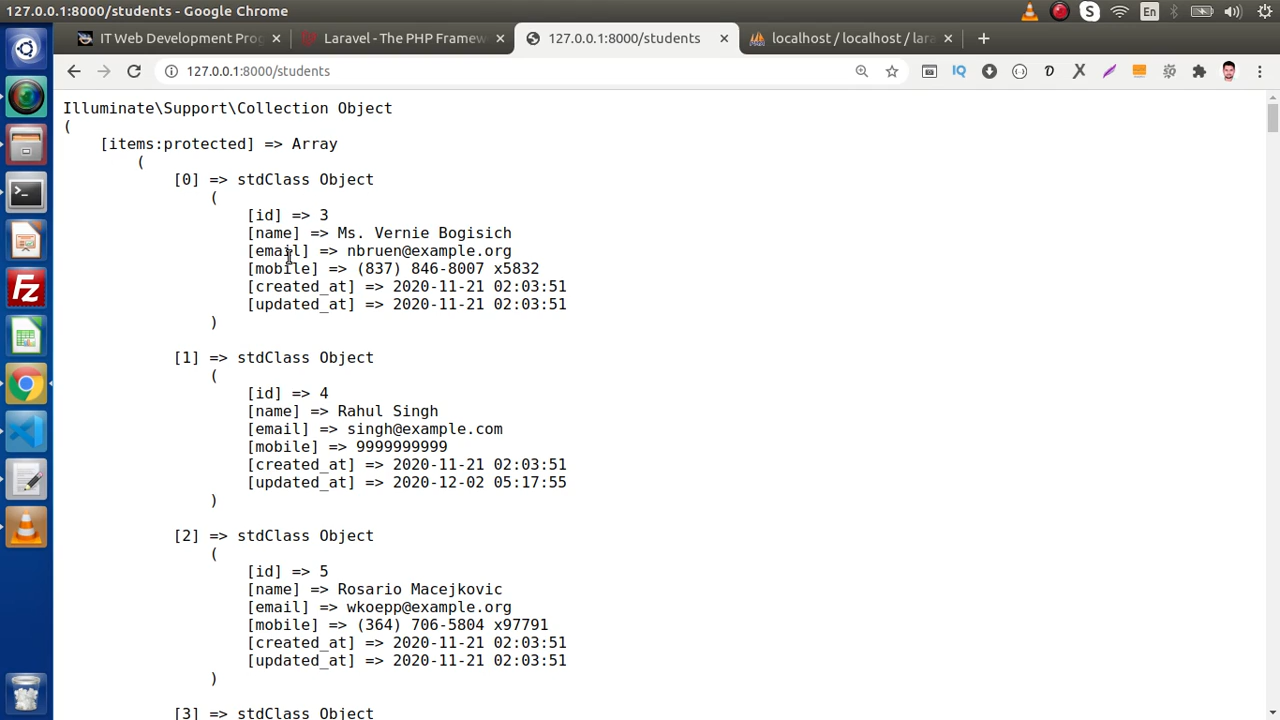 127.0.0.1:8000/students - Google Chrome
En
IT Web Development Prog
Laravel - The PHP Framew
127.0.0.1:8000/students
localhost / localhost / lara
127.0.0.1:8000/students
IQ
Illuminate\Support\Collection Object
(
[items:protected] => Array
(
[0] => stdClass Object
(
[id] => 3
[name] => Ms. Vernie Bogisich
[email] => nbruen@example.org
[mobile] => (837) 846-8007 x5832
[created_at] => 2020-11-21 02:03:51
[updated_at] => 2020-11-21 02:03:51
)
[1] => stdClass Object
(
[id] => 4
[name] => Rahul Singh
[email] => singh@example.com
[mobile] => 9999999999
[created_at] => 2020-11-21 02:03:51
[updated_at] => 2020-12-02 05:17:55
)
[2] => stdClass Object
(
[id] => 5
[name] => Rosario Macejkovic
[email] => wkoepp@example.org
[mobile] => (364) 706-5804 x97791
[created_at] => 2020-11-21 02:03:51
[updated_at] => 2020-11-21 02:03:51
)
[3] => stdClass Object